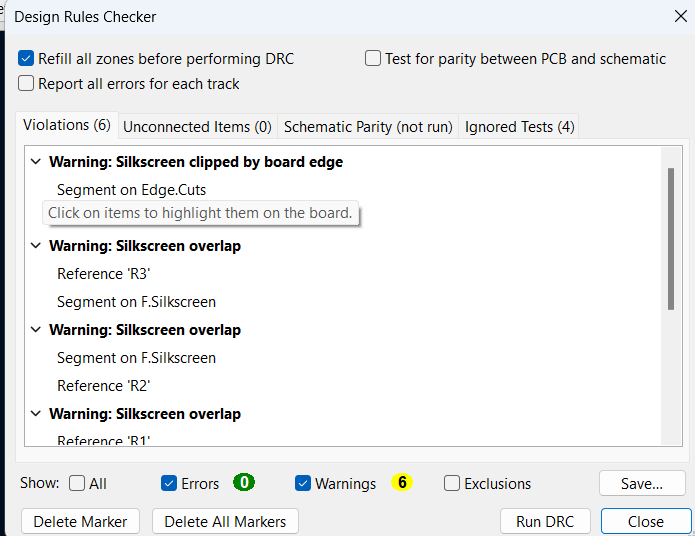 Design Rules Checker
Refill all zones before performing DRC
Test for parity between PCB and schematic
Report all errors for each track
Violations (6)
Unconnected Items (0)
Schematic Parity (not run)
Ignored Tests (4)
Warning: Silkscreen clipped by board edge
Segment on Edge.Cuts
Click on items to highlight them on the board.
Warning: Silkscreen overlap
Reference 'R3'
Segment on F.Silkscreen
Warning: Silkscreen overlap
Segment on F.Silkscreen
Reference 'R2'
Warning: Silkscreen overlap
Reference 'R1'
Show:
All
Errors
0
Warnings
6
Exclusions
Save...
Delete Marker
Delete All Markers
Run DRC
Close